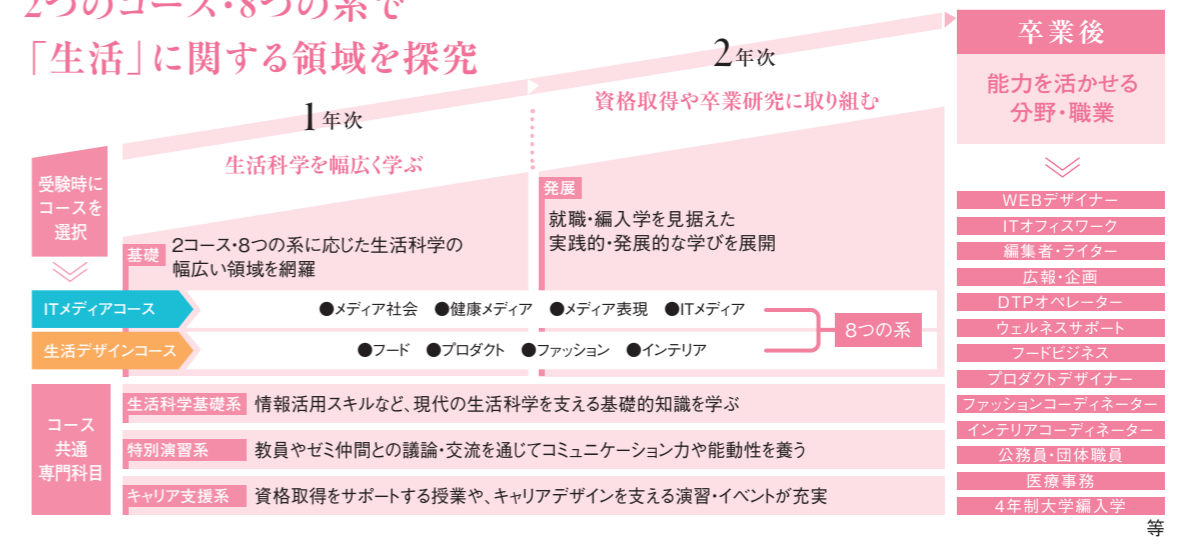 2つのコース・8つの系で
「生活」に関する領域を探究
1年次
生活科学を幅広く学ぶ
2年次
資格取得や卒業研究に取り組む
受験時に
コースを
選択
基礎
2コース・8つの系に応じた生活科学の
幅広い領域を網羅
発展
就職・編入学を見据えた
実践的・発展的な学びを展開
ITメディアコース
●メディア社会 ●健康メディア ●メディア表現 ●ITメディア
生活デザインコース
●フード ●プロダクト ●ファッション ●インテリア
8つの系
コース
共通
専門科目
生活科学基礎系 情報活用スキルなど、現代の生活科学を支える基礎的知識を学ぶ
特別演習系 教員やゼミ仲間との議論・交流を通じてコミュニケーション力や能動性を養う
キャリア支援系 資格取得をサポートする授業や、キャリアデザインを支える演習・イベントが充実
卒業後
能力を活かせる
分野・職業
WEBデザイナー
ITオフィスワーク
編集者・ライター
広報・企画
DTPオペレーター
ウェルネスサポート
フードビジネス
プロダクトデザイナー
ファッションコーディネーター
インテリアコーディネーター
公務員・団体職員
医療事務
4年制大学編入学
等